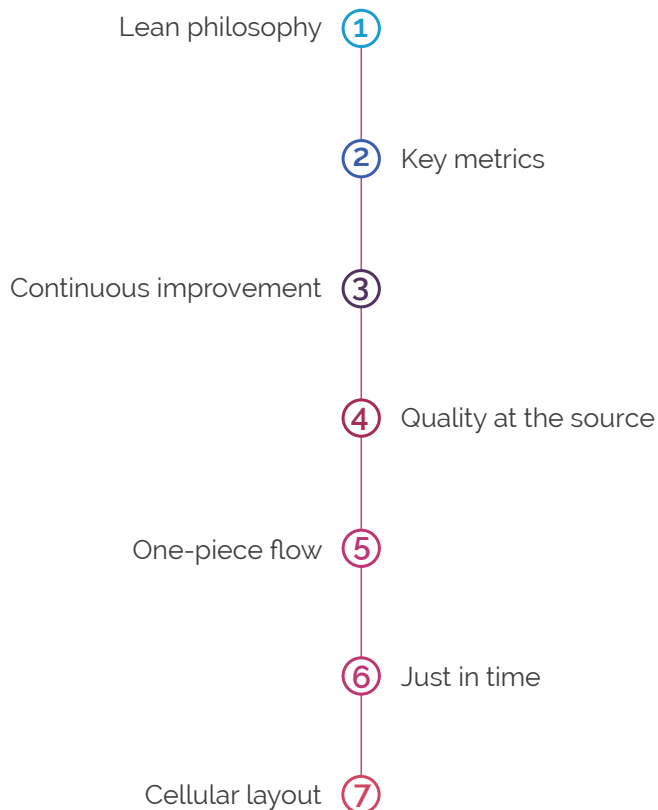 Lean philosophy 1
2 Key metrics
Continuous improvement 3
4 Quality at the source
One-piece flow 5
6 Just in time
Cellular layout 7